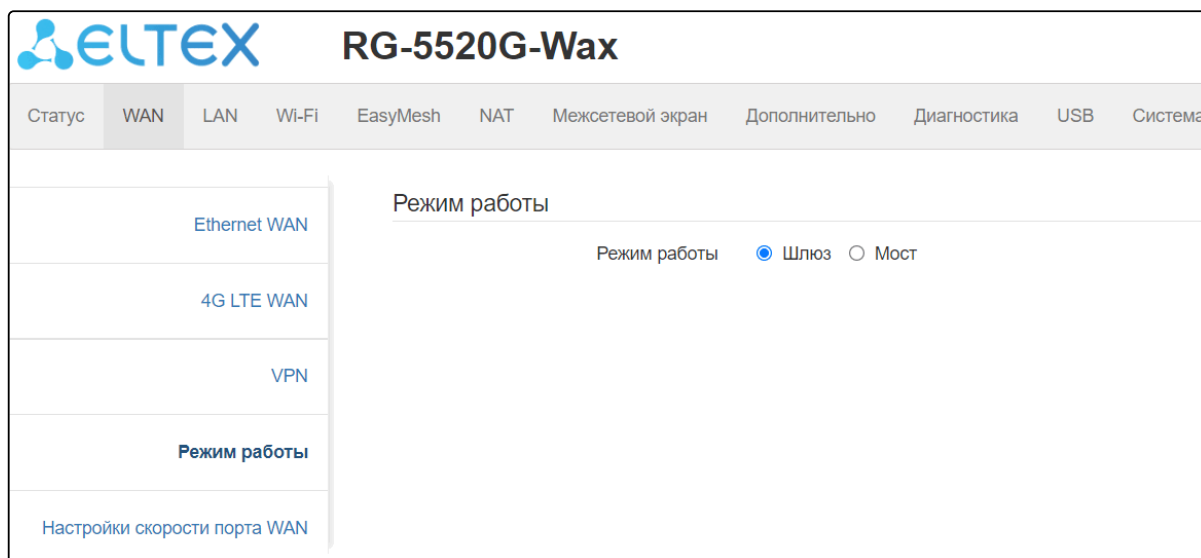 ELTEX RG-5520G-Wax
Статус WAN LAN Wi-Fi EasyMesh NAT Межсетевой экран Дополнительно Диагностика USB Система
Ethernet WAN
4G LTE WAN
VPN
Режим работы
Настройки скорости порта WAN
Режим работы
Режим работы Шлюз Мост